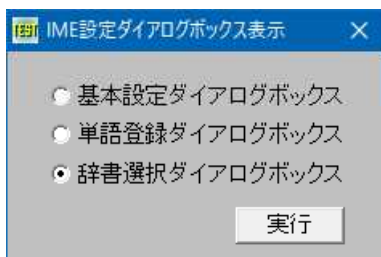 IME設定ダイアログボックス表示
基本設定ダイアログボックス
単語登録ダイアログボックス
辞書選択ダイアログボックス
実行